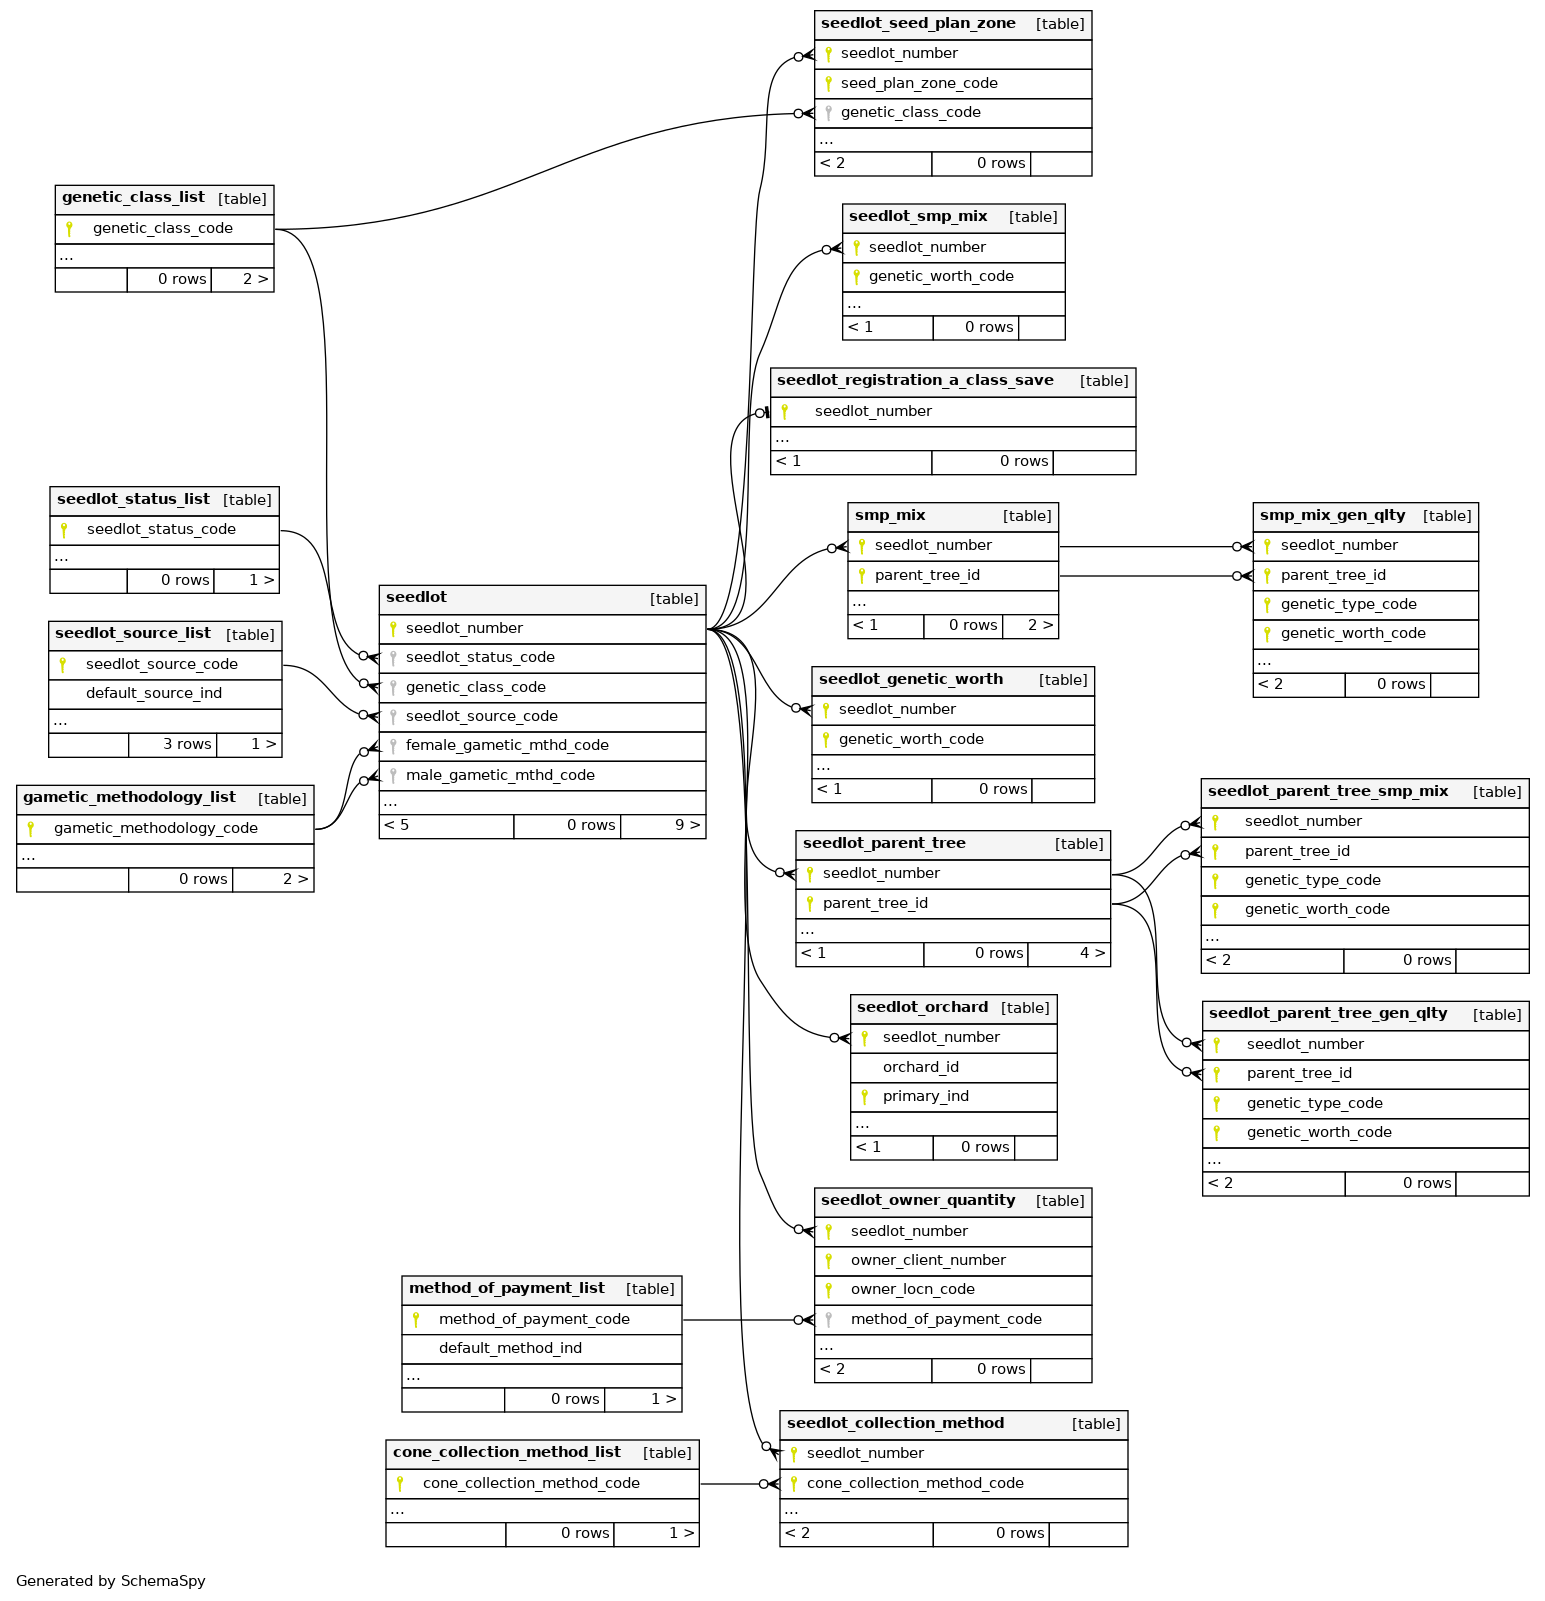 seedlot_seed_plan_zone [table]
seedlot_number
seed_plan_zone_code
genetic_class_code
...
< 2 0 rows
genetic_class_list [table]
genetic_class_code
...
0 rows 2 >
seedlot_smp_mix [table]
seedlot_number
genetic_worth_code
...
< 1 0 rows
seedlot_registration_a_class_save [table]
seedlot_number
...
< 1 0 rows
seedlot_status_list [table]
seedlot_status_code
...
0 rows 1 >
smp_mix [table]
seedlot_number
parent_tree_id
...
< 1 0 rows 2 >
smp_mix_gen_qlty [table]
seedlot_number
parent_tree_id
genetic_type_code
genetic_worth_code
...
< 2 0 rows
seedlot_source_list [table]
seedlot_source_code
default_source_ind
...
3 rows 1 >
seedlot [table]
seedlot_number
seedlot_status_code
genetic_class_code
seedlot_source_code
female_gametic_mthd_code
male_gametic_mthd_code
...
< 5 0 rows 9 >
seedlot_genetic_worth [table]
seedlot_number
genetic_worth_code
...
< 1 0 rows
gametic_methodology_list [table]
gametic_methodology_code
...
0 rows 2 >
seedlot_parent_tree [table]
seedlot_number
parent_tree_id
...
< 1 0 rows 4 >
seedlot_parent_tree_smp_mix [table]
seedlot_number
parent_tree_id
genetic_type_code
genetic_worth_code
...
< 2 0 rows
seedlot_orchard [table]
seedlot_number
orchard_id
primary_ind
...
< 1 0 rows
seedlot_parent_tree_gen_qlty [table]
seedlot_number
parent_tree_id
genetic_type_code
genetic_worth_code
...
< 2 0 rows
seedlot_owner_quantity [table]
seedlot_number
owner_client_number
owner_locn_code
method_of_payment_code
...
< 2 0 rows
method_of_payment_list [table]
method_of_payment_code
default_method_ind
...
0 rows 1 >
seedlot_collection_method [table]
seedlot_number
cone_collection_method_code
...
< 2 0 rows
cone_collection_method_list [table]
cone_collection_method_code
...
0 rows 1 >
Generated by SchemaSpy